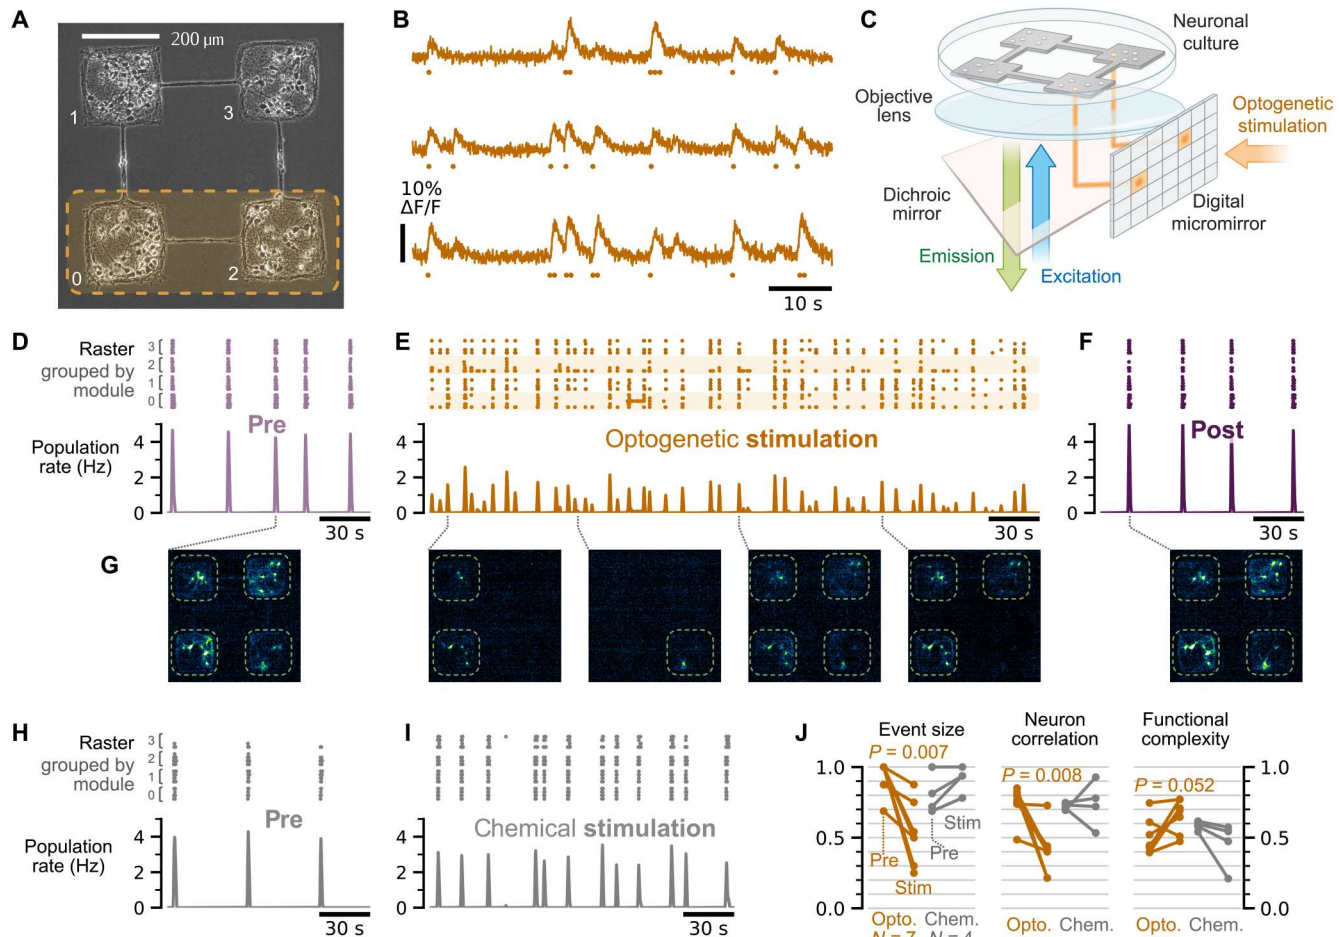 A
200 µm
1
3
0
2
B
10%
ΔF/F
10 s
C
Neuronal
culture
Objective
lens
Optogenetic
stimulation
Dichroic
mirror
Digital
micromirror
Emission
Excitation
D
Raster
grouped by
module
3
2
1
0
Pre
Population
rate (Hz)
4
2
0
30 s
E
Optogenetic stimulation
4
2
0
30 s
F
Post
4
2
0
30 s
G
H
Raster
grouped by
module
3
2
1
0
Pre
Population
rate (Hz)
4
2
0
30 s
I
Chemical stimulation
4
2
0
30 s
J
Event size
Neuron
correlation
Functional
complexity
P = 0.007
P = 0.008
P = 0.052
1.0
0.5
0.0
Pre
Stim
Pre
Stim
1.0
0.5
0.0
Opto. Chem.
N = 7 N = 4
Opto. Chem.
Opto. Chem.